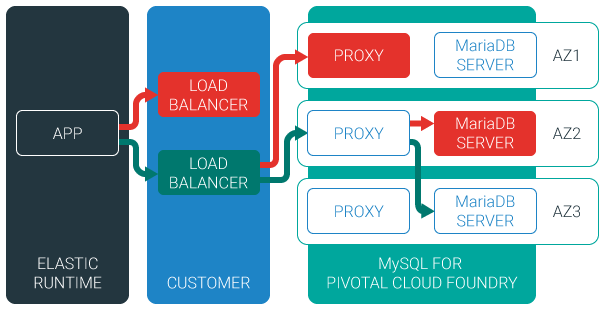 APP
ELASTIC
RUNTIME
LOAD
BALANCER
LOAD
BALANCER
CUSTOMER
PROXY
MariaDB
SERVER
AZ1
PROXY
MariaDB
SERVER
AZ2
PROXY
MariaDB
SERVER
AZ3
MySQL FOR
PIVOTAL CLOUD FOUNDRY